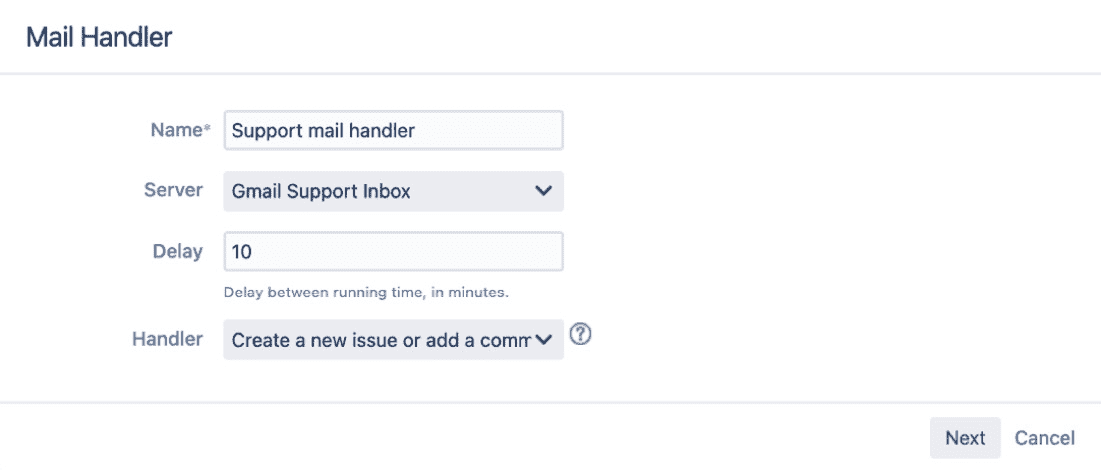 Mail Handler
Name* Support mail handler
Server Gmail Support Inbox
Delay 10
Delay between running time, in minutes.
Handler Create a new issue or add a comm
Next Cancel